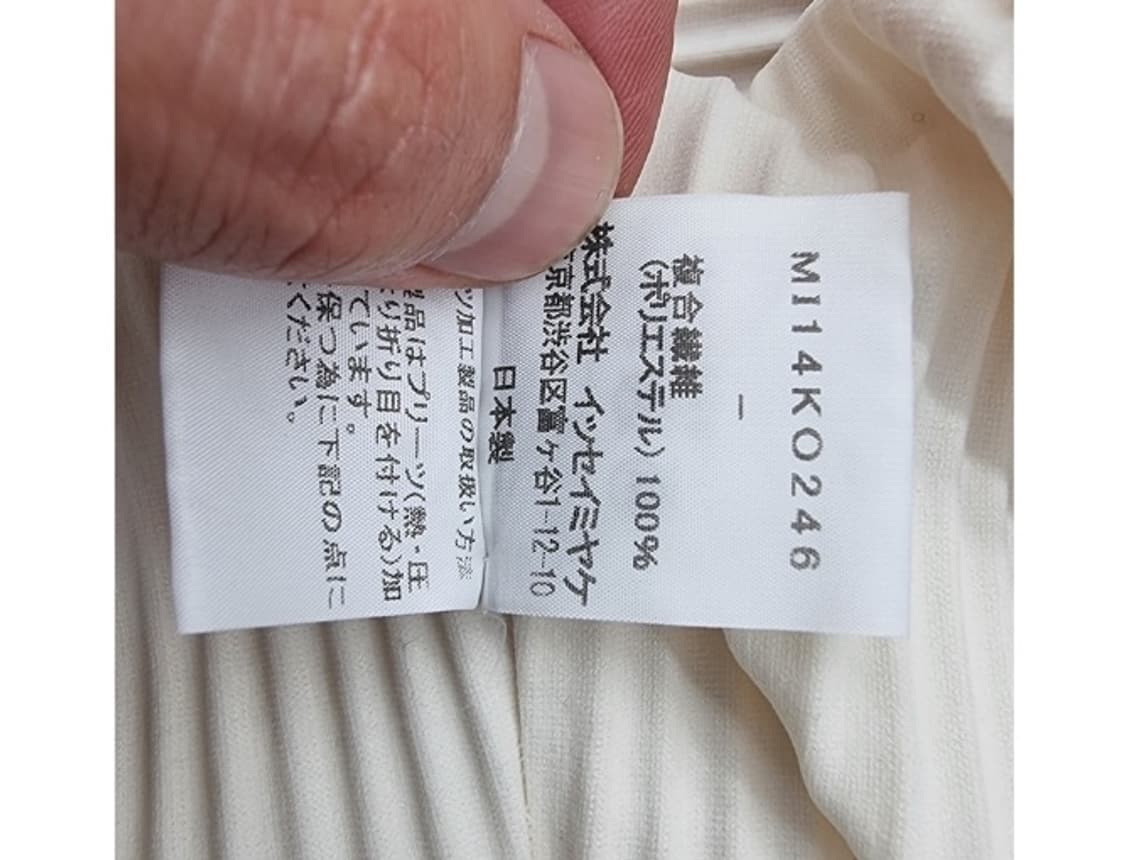 MI14KO246
–
複合繊維
(ポリエステル) 100%
株式会社 イッセイミヤケ
京都渋谷区富ヶ谷1-12-10
日本製
ツ加工製品の取扱い方法
品はプリーツ(熱・圧
り折り目を付ける)加
ています。
保つ為に下記の点に
ください。